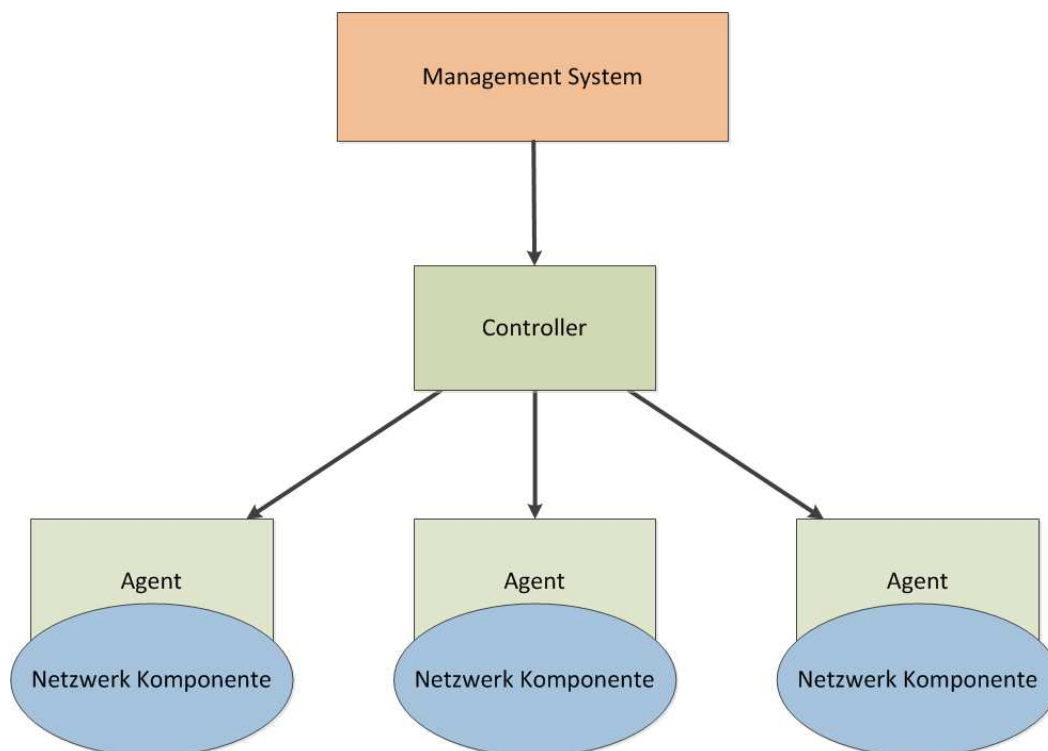 Management System
Controller
Agent
Agent
Agent
Netzwerk Komponente
Netzwerk Komponente
Netzwerk Komponente